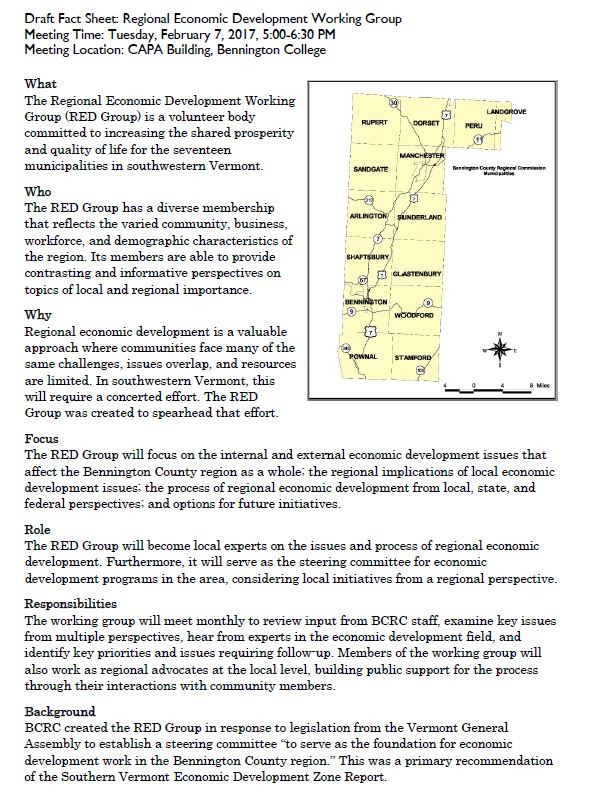 Draft Fact Sheet: Regional Economic Development Working Group
Meeting Time: Tuesday, February 7, 2017, 5:00-6:30 PM
Meeting Location: CAPA Building, Bennington College
What
The Regional Economic Development Working
Group (RED Group) is a volunteer body
committed to increasing the shared prosperity
and quality of life for the seventeen
municipalities in southwestern Vermont.
Who
The RED Group has a diverse membership
that reflects the varied community, business,
workforce, and demographic characteristics of
the region. Its members are able to provide
contrasting and informative perspectives on
topics of local and regional importance.
Why
Regional economic development is a valuable
approach where communities face many of the
same challenges, issues overlap, and resources
are limited. In southwestern Vermont, this
will require a concerted effort. The RED
Group was created to spearhead that effort.
30
RUPERT
DORSET
7
LANDGROVE
PERU
11
MANCHESTER
SANDGATE
Bennington County Regional Commission
Municipalities
313
7
ARLINGTON
SUNDERLAND
7
SHAFTSBURY
67
7
GLASTENBURY
BENNINGTON
9
9
WOODFORD
7
346
POWNAL
STAMFORD
100
N
W
E
S
4
0
4
8 Miles
Focus
The RED Group will focus on the internal and external economic development issues that
affect the Bennington County region as a whole; the regional implications of local economic
development issues; the process of regional economic development from local, state, and
federal perspectives; and options for future initiatives.
Role
The RED Group will become local experts on the issues and process of regional economic
development. Furthermore, it will serve as the steering committee for economic
development programs in the area, considering local initiatives from a regional perspective.
Responsibilities
The working group will meet monthly to review input from BCRC staff, examine key issues
from multiple perspectives, hear from experts in the economic development field, and
identify key priorities and issues requiring follow-up. Members of the working group will
also work as regional advocates at the local level, building public support for the process
through their interactions with community members.
Background
BCRC created the RED Group in response to legislation from the Vermont General
Assembly to establish a steering committee “to serve as the foundation for economic
development work in the Bennington County region.” This was a primary recommendation
of the Southern Vermont Economic Development Zone Report.